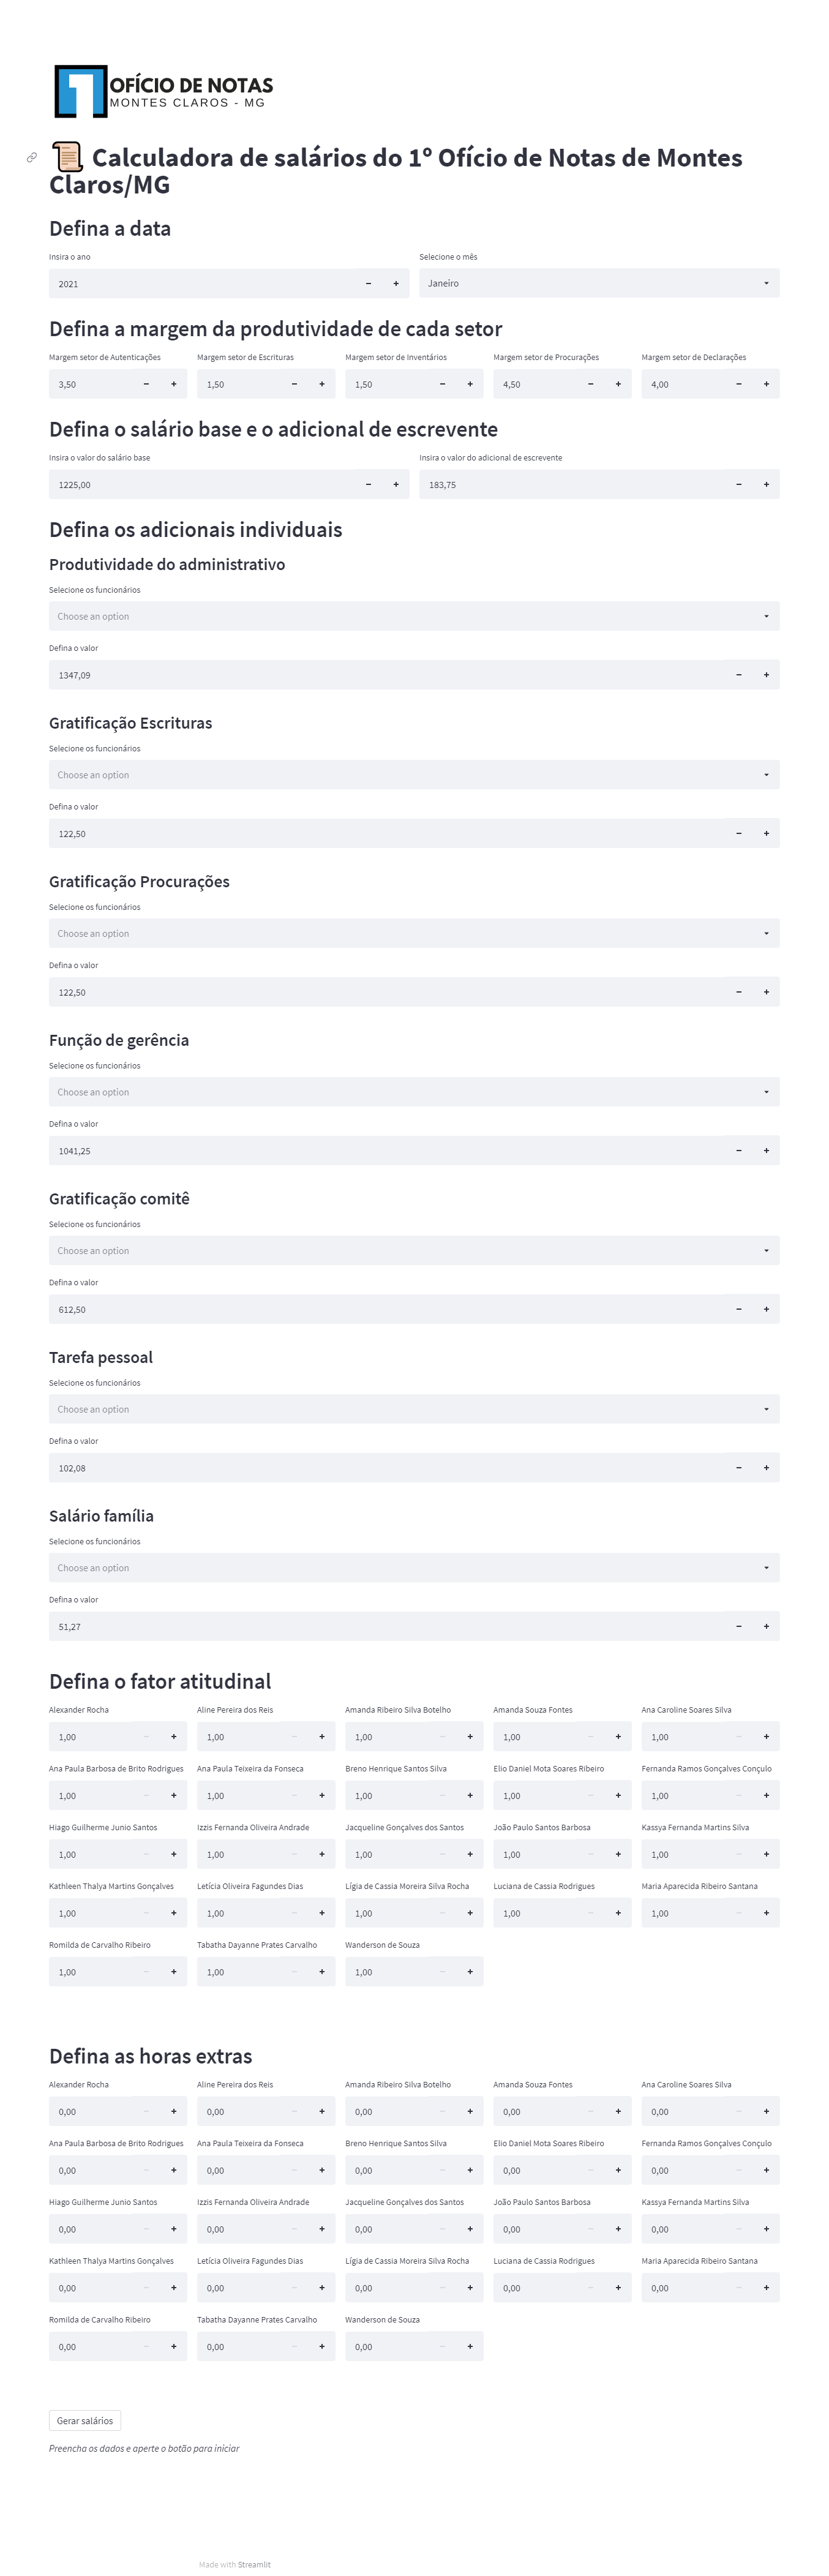 1 OFÍCIO DE NOTAS
MONTES CLAROS - MG
Calculadora de salários do 1º Ofício de Notas de Montes
Claros/MG
Defina a data
Insira o ano Selecione o mês
2021 Janeiro
Defina a margem da produtividade de cada setor
Margem setor de Autenticações Margem setor de Escrituras Margem setor de Inventários Margem setor de Procurações Margem setor de Declarações
3,50 1,50 1,50 4,50 4,00
Defina o salário base e o adicional de escrevente
Insira o valor do salário base Insira o valor do adicional de escrevente
1225,00 183,75
Defina os adicionais individuais
Produtividade do administrativo
Selecione os funcionários
Choose an option
Defina o valor
1347,09
Gratificação Escrituras
Selecione os funcionários
Choose an option
Defina o valor
122,50
Gratificação Procurações
Selecione os funcionários
Choose an option
Defina o valor
122,50
Função de gerência
Selecione os funcionários
Choose an option
Defina o valor
1041,25
Gratificação comitê
Selecione os funcionários
Choose an option
Defina o valor
612,50
Tarefa pessoal
Selecione os funcionários
Choose an option
Defina o valor
102,08
Salário família
Selecione os funcionários
Choose an option
Defina o valor
51,27
Defina o fator atitudinal
Alexander Rocha Aline Pereira dos Reis Amanda Ribeiro Silva Botelho Amanda Souza Fontes Ana Caroline Soares Silva
1,00 1,00 1,00 1,00 1,00
Ana Paula Barbosa de Brito Rodrigues Ana Paula Teixeira da Fonseca Breno Henrique Santos Silva Elio Daniel Mota Soares Ribeiro Fernanda Ramos Gonçalves Conçulo
1,00 1,00 1,00 1,00 1,00
Hiago Guilherme Junio Santos Izzis Fernanda Oliveira Andrade Jacqueline Gonçalves dos Santos João Paulo Santos Barbosa Kassya Fernanda Martins Silva
1,00 1,00 1,00 1,00 1,00
Kathleen Thalya Martins Gonçalves Letícia Oliveira Fagundes Dias Lígia de Cassia Moreira Silva Rocha Luciana de Cassia Rodrigues Maria Aparecida Ribeiro Santana
1,00 1,00 1,00 1,00 1,00
Romilda de Carvalho Ribeiro Tabatha Dayanne Prates Carvalho Wanderson de Souza
1,00 1,00 1,00
Defina as horas extras
Alexander Rocha Aline Pereira dos Reis Amanda Ribeiro Silva Botelho Amanda Souza Fontes Ana Caroline Soares Silva
0,00 0,00 0,00 0,00 0,00
Ana Paula Barbosa de Brito Rodrigues Ana Paula Teixeira da Fonseca Breno Henrique Santos Silva Elio Daniel Mota Soares Ribeiro Fernanda Ramos Gonçalves Conçulo
0,00 0,00 0,00 0,00 0,00
Hiago Guilherme Junio Santos Izzis Fernanda Oliveira Andrade Jacqueline Gonçalves dos Santos João Paulo Santos Barbosa Kassya Fernanda Martins Silva
0,00 0,00 0,00 0,00 0,00
Kathleen Thalya Martins Gonçalves Letícia Oliveira Fagundes Dias Lígia de Cassia Moreira Silva Rocha Luciana de Cassia Rodrigues Maria Aparecida Ribeiro Santana
0,00 0,00 0,00 0,00 0,00
Romilda de Carvalho Ribeiro Tabatha Dayanne Prates Carvalho Wanderson de Souza
0,00 0,00 0,00
Gerar salários
Preencha os dados e aperte o botão para iniciar
Made with Streamlit